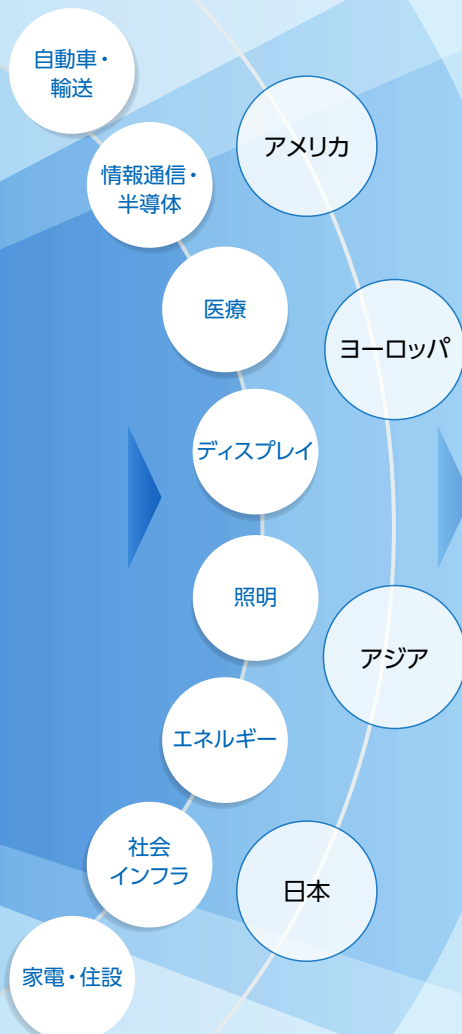 自動車・
輸送
情報通信・
半導体
医療
ディスプレイ
照明
エネルギー
社会
インフラ
家電・住設
アメリカ
ヨーロッパ
アジア
日本